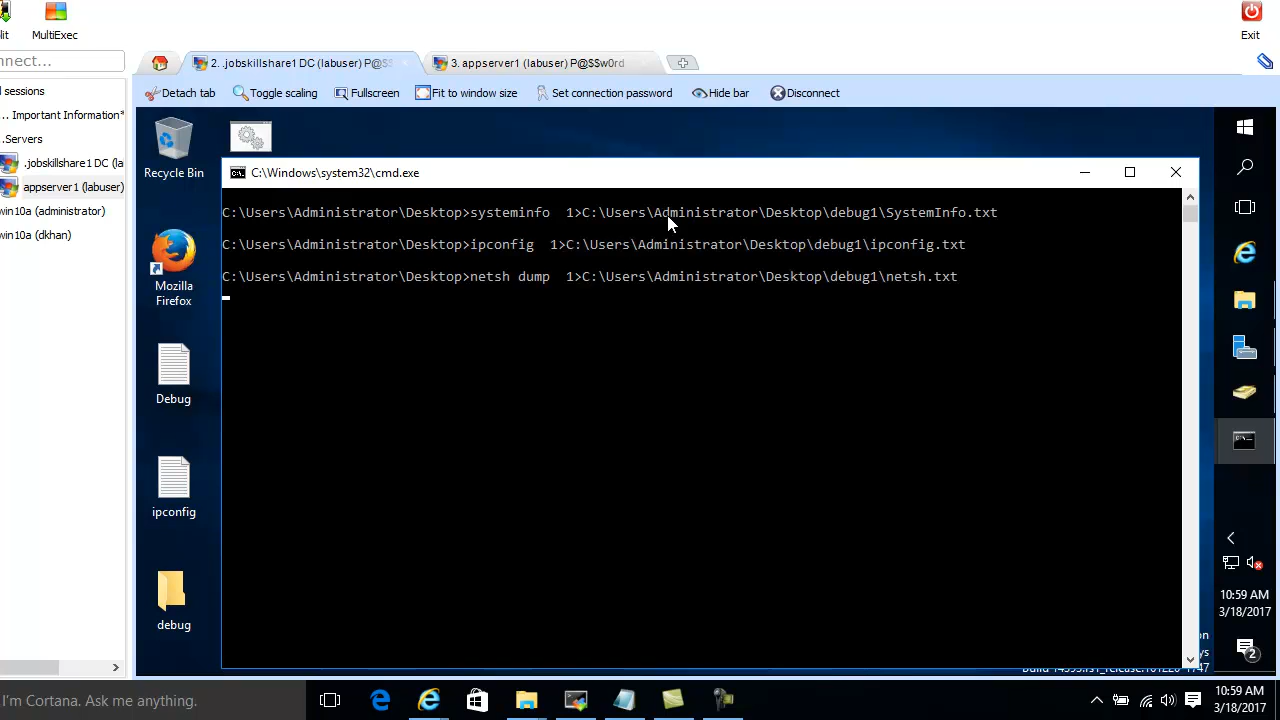 lit
MultiExec
Exit
nnect...
2. .jobskillshare1 DC (labuser) P@$$
3. appserver1 (labuser) P@$$w0rd
Detach tab
Toggle scaling
Fullscreen
Fit to window size
Set connection password
Hide bar
Disconnect
sessions
... Important Information*
..Servers
.jobskillshare1 DC (la
appserver1 (labuser)
win10a (administrator)
win10a (dkhan)
Recycle Bin
Mozilla
Firefox
Debug
ipconfig
debug
C:\Windows\system32\cmd.exe
C:\Users\Administrator\Desktop>systeminfo  1>C:\Users\Administrator\Desktop\debug1\SystemInfo.txt
C:\Users\Administrator\Desktop>ipconfig  1>C:\Users\Administrator\Desktop\debug1\ipconfig.txt
C:\Users\Administrator\Desktop>netsh dump  1>C:\Users\Administrator\Desktop\debug1\netsh.txt
10:59 AM
3/18/2017
2
I'm Cortana. Ask me anything.
10:59 AM
3/18/2017